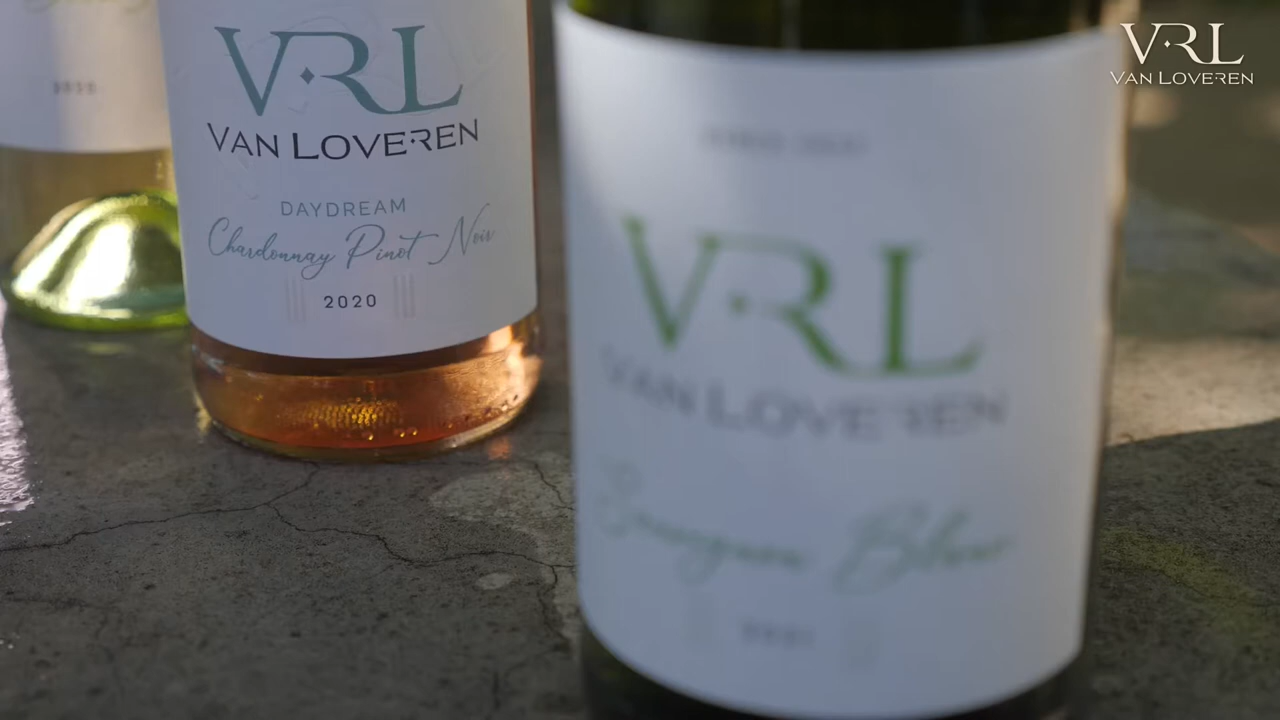 VRL
VAN LOVEREN
DAYDREAM
Chardonnay Pinot Noir
2020
VRL
VAN LOVEREN
Sauvignon Blanc
VRL
VAN LOVEREN